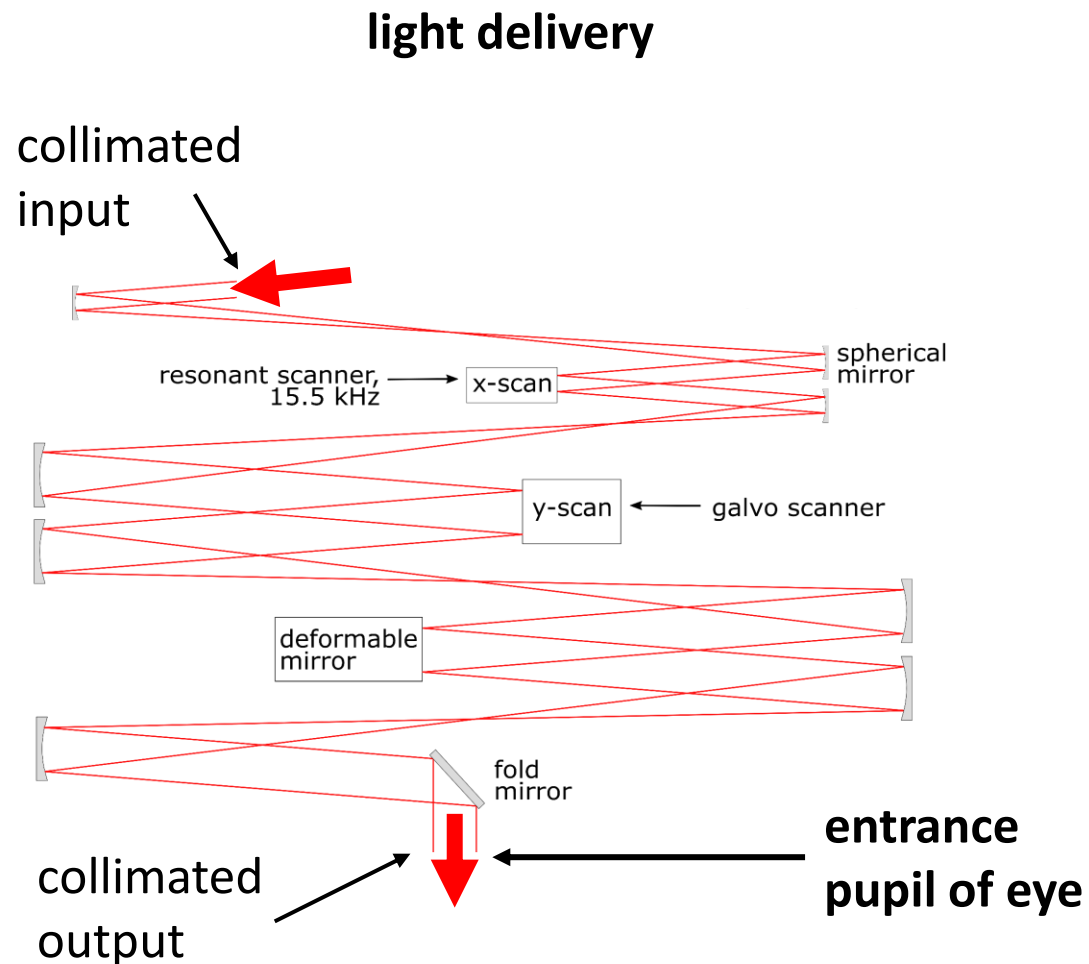 light delivery
collimated
input
spherical
mirror
resonant scanner,
15.5 kHz
x-scan
y-scan
galvo scanner
deformable
mirror
fold
mirror
entrance
pupil of eye
collimated
output